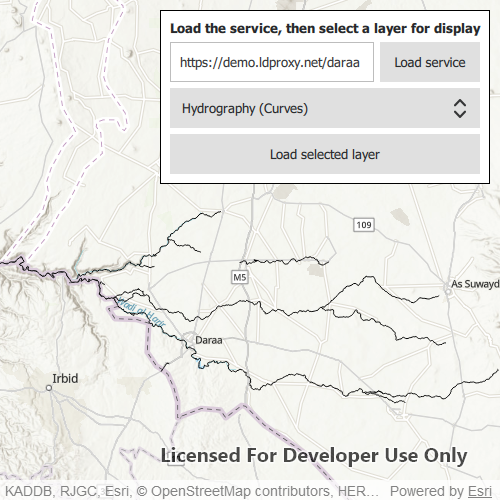 Load the service, then select a layer for display
https://demo.ldproxy.net/daraa
Load service
Hydrography (Curves)
Load selected layer
109
M5
As Suwayd
Wadi al Harir
Daraa
Irbid
Licensed For Developer Use Only
KADDB, RJGC, Esri, © OpenStreetMap contributors, HER...
Powered by Esri